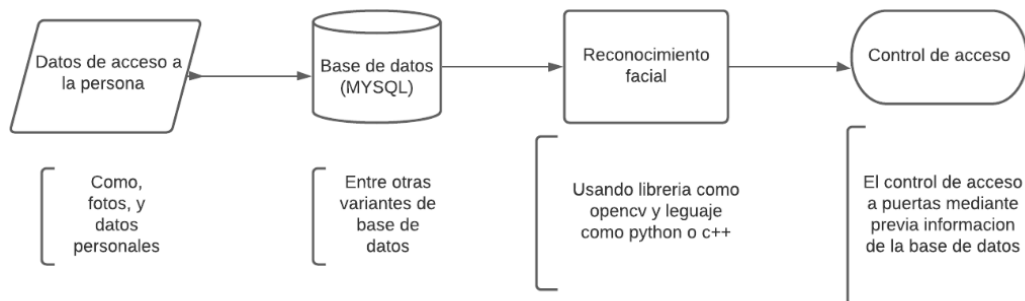 Datos de acceso a
la persona
Base de datos
(MYSQL)
Reconocimiento
facial
Control de acceso
Como,
fotos, y
datos
personales
Entre otras
variantes de
base de
datos
Usando libreria como
opencv y leguaje
como python o c++
El control de acceso
a puertas mediante
previa informacion
de la base de datos